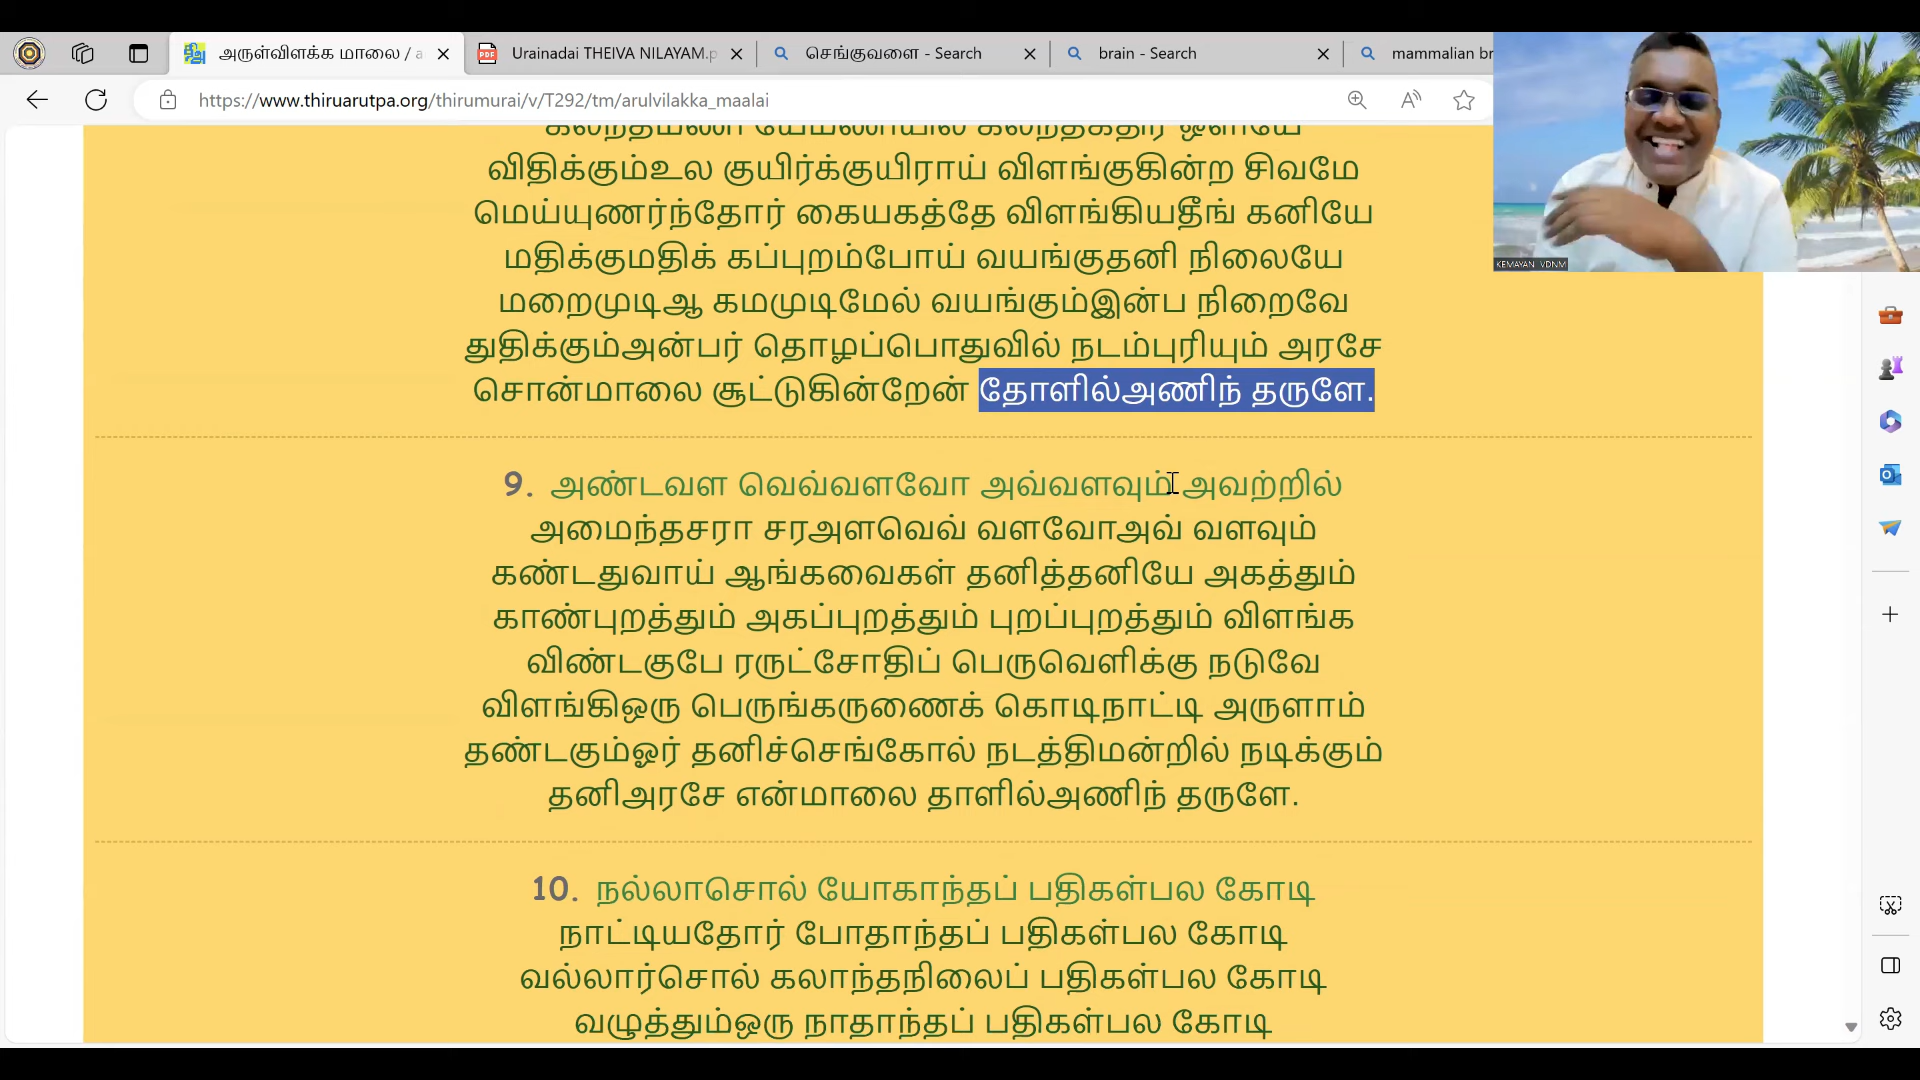 அருள்விளக்க மாலை / a
Urainadai THEIVA NILAYAM.p
செங்குவளை - Search
brain - Search
mammalian br
https://www.thiruarutpa.org/thirumurai/v/T292/tm/arulvilakka_maalai
KEMAYAN VDNM
விதிக்கும்உல குயிர்க்குயிராய் விளங்குகின்ற சிவமே
மெய்யுணர்ந்தோர் கையகத்தே விளங்கியதீங் கனியே
மதிக்குமதிக் கப்புறம்போய் வயங்குதனி நிலையே
மறைமுடிஆ கமமுடிமேல் வயங்கும்இன்ப நிறைவே
துதிக்கும்அன்பர் தொழப்பொதுவில் நடம்புரியும் அரசே
சொன்மாலை சூட்டுகின்றேன் தோளில்அணிந் தருளே.
9. அண்டவள வெவ்வளவோ அவ்வளவும் அவற்றில்
அமைந்தசரா சரஅளவெவ் வளவோஅவ் வளவும்
கண்டதுவாய் ஆங்கவைகள் தனித்தனியே அகத்தும்
காண்புறத்தும் அகப்புறத்தும் புறப்புறத்தும் விளங்க
விண்டகுபே ரருட்சோதிப் பெருவெளிக்கு நடுவே
விளங்கிஒரு பெருங்கருணைக் கொடிநாட்டி அருளாம்
தண்டகும்ஓர் தனிச்செங்கோல் நடத்திமன்றில் நடிக்கும்
தனிஅரசே என்மாலை தாளில்அணிந் தருளே.
10. நல்லாசொல் யோகாந்தப் பதிகள்பல கோடி
நாட்டியதோர் போதாந்தப் பதிகள்பல கோடி
வல்லார்சொல் கலாந்தநிலைப் பதிகள்பல கோடி
வழுத்தும்ஒரு நாதாந்தப் பதிகள்பல கோடி